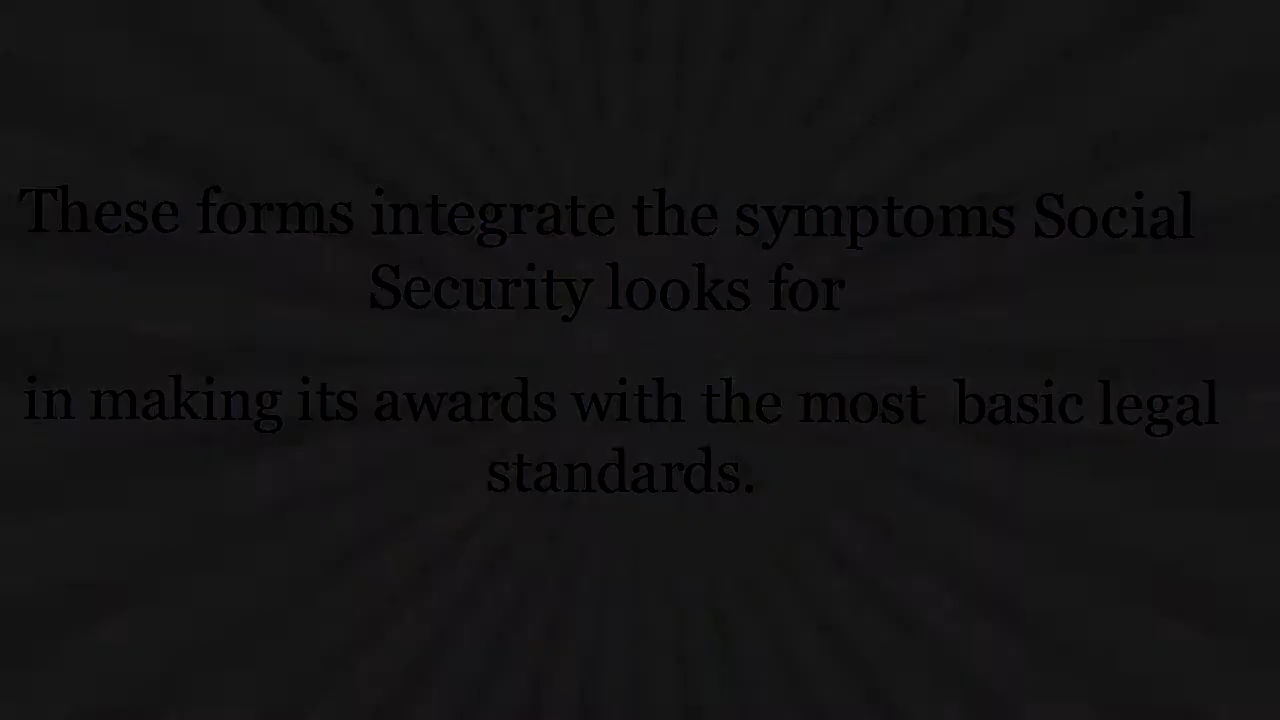 These forms integrate the symptoms Social
Security looks for
in making its awards with the most  basic legal
standards.